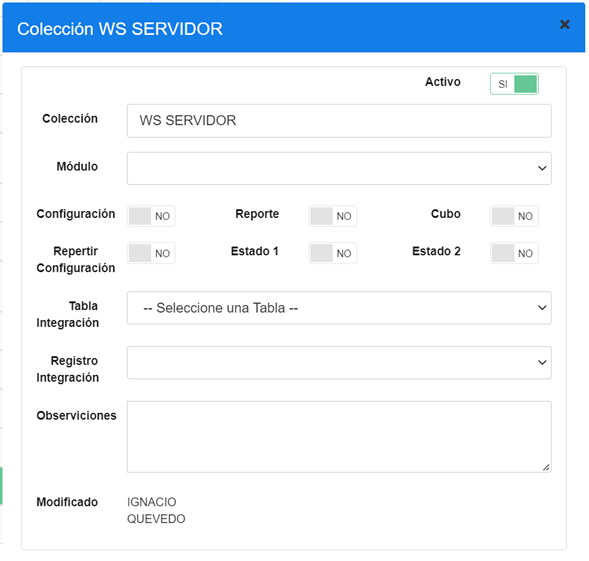 Colección WS SERVIDOR ×
Activo SI
Colección WS SERVIDOR
Módulo
Configuración NO Reporte NO Cubo NO
Repertir
Configuración NO Estado 1 NO Estado 2 NO
Tabla
Integración -- Seleccione una Tabla --
Registro
Integración
Observiciones
Modificado IGNACIO
QUEVEDO